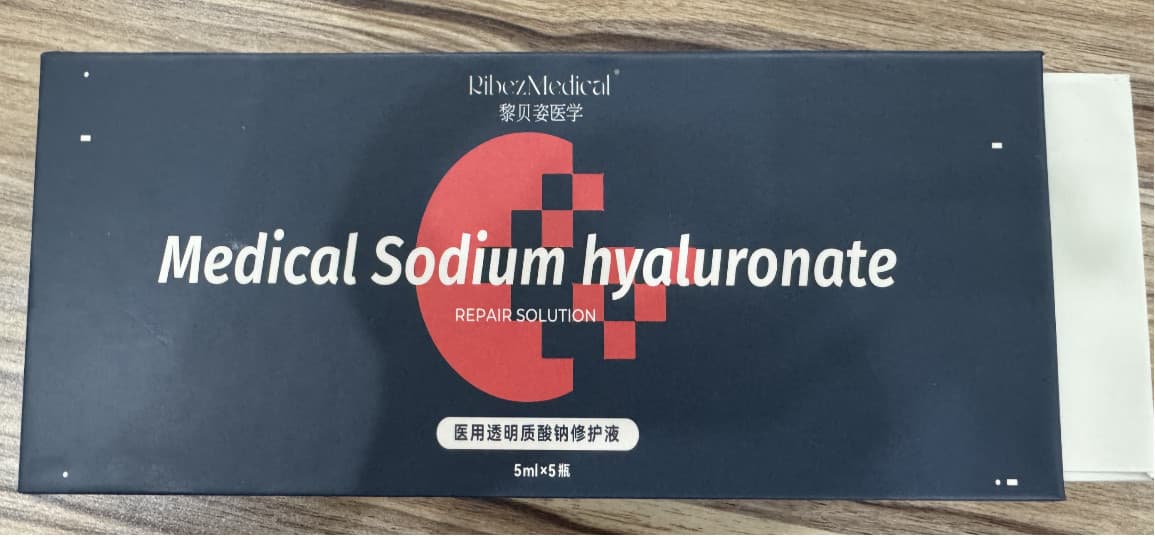 RibezMedical®
黎贝姿医学
Medical Sodium hyaluronate
REPAIR SOLUTION
医用透明质酸钠修护液
5ml×5瓶